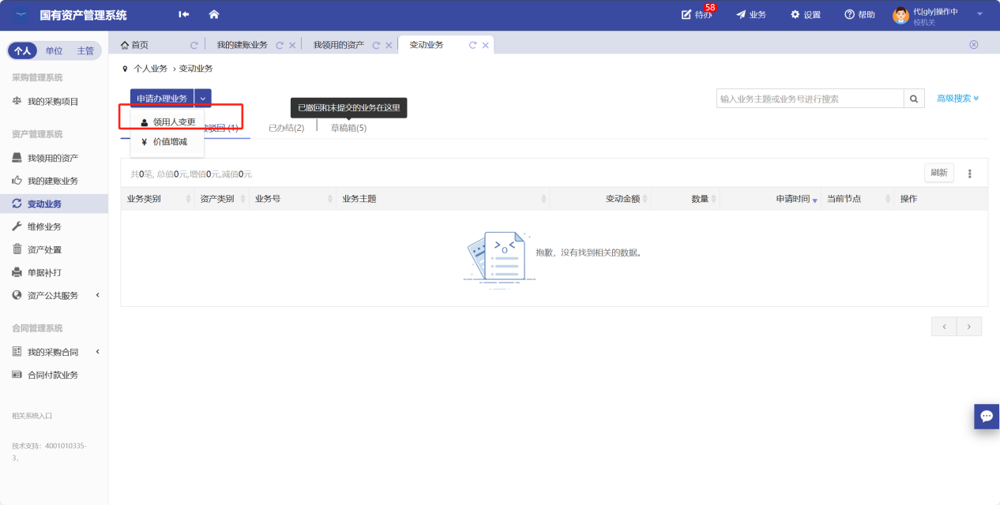 国有资产管理系统
待办
58
业务
设置
帮助
代[gly]操作中
校机关
个人
单位
主管
首页
我的建账业务
我领用的资产
变动业务
采购管理系统
我的采购项目
资产管理系统
我领用的资产
我的建账业务
变动业务
维修业务
资产处置
单据补打
资产公共服务
合同管理系统
我的采购合同
合同付款业务
相关系统入口
技术支持：4001010335-
3,
个人业务 › 变动业务
申请办理业务
领用人变更
价值增减
已撤回和未提交的业务在这里
输入业务主题或业务号进行搜索
高级搜索
被驳回 (1)
已办结(2)
草稿箱(5)
共0笔, 总值0元,增值0元,减值0元
刷新
业务类别
资产类别
业务号
业务主题
变动金额
数量
申请时间
当前节点
操作
抱歉，没有找到相关的数据。